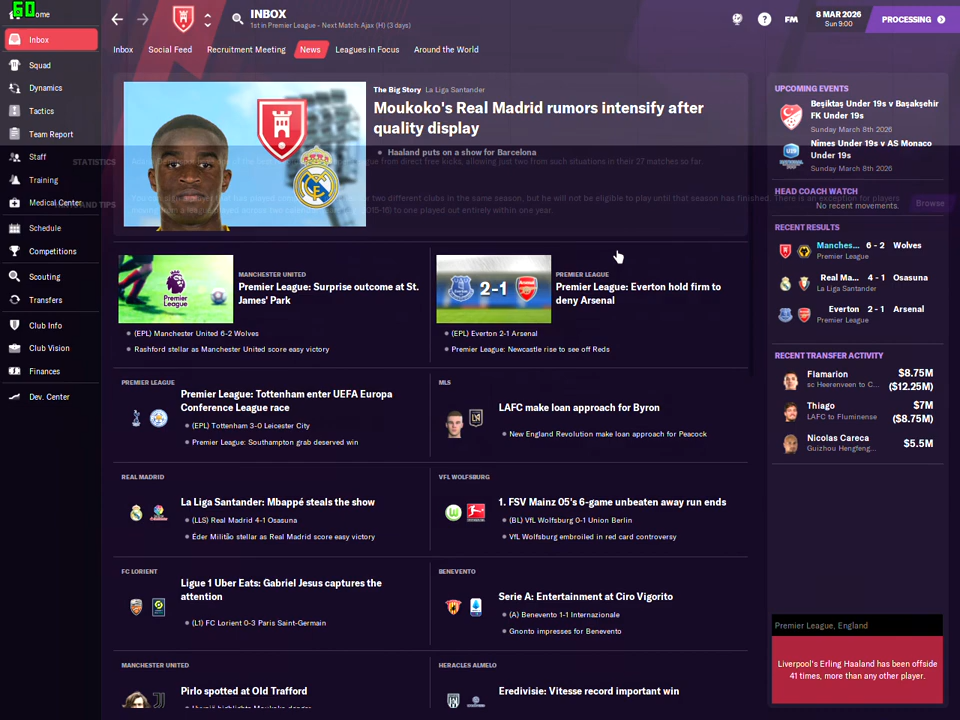 60
ome
INBOX
1st in Premier League - Next Match: Ajax (H) (3 days)
?
FM
8 MAR 2026
Sun 9:00
PROCESSING
Inbox
Squad
Dynamics
Tactics
Team Report
Staff
Training
Medical Center
Schedule
Competitions
Scouting
Transfers
Club Info
Club Vision
Finances
Dev. Center
Inbox
Social Feed
Recruitment Meeting
News
Leagues in Focus
Around the World
STATISTICS
The Big Story La Liga Santander
Moukoko's Real Madrid rumors intensify after
quality display
Haaland puts on a show for Barcelona
MANCHESTER UNITED
Premier League: Surprise outcome at St.
James' Park
(EPL) Manchester United 6-2 Wolves
Rashford stellar as Manchester United score easy victory
Premier
League
PREMIER LEAGUE
Premier League: Everton hold firm to
deny Arsenal
2-1
(EPL) Everton 2-1 Arsenal
Premier League: Newcastle rise to see off Reds
PREMIER LEAGUE
Premier League: Tottenham enter UEFA Europa
Conference League race
(EPL) Tottenham 3-0 Leicester City
Premier League: Southampton grab deserved win
MLS
LAFC make loan approach for Byron
New England Revolution make loan approach for Peacock
REAL MADRID
La Liga Santander: Mbappé steals the show
(LLS) Real Madrid 4-1 Osasuna
Éder Militão stellar as Real Madrid score easy victory
VFL WOLFSBURG
1. FSV Mainz 05's 6-game unbeaten away run ends
(BL) VfL Wolfsburg 0-1 Union Berlin
VfL Wolfsburg embroiled in red card controversy
FC LORIENT
Ligue 1 Uber Eats: Gabriel Jesus captures the
attention
(L1) FC Lorient 0-3 Paris Saint-Germain
BENEVENTO
Serie A: Entertainment at Ciro Vigorito
(A) Benevento 1-1 Internazionale
Gnonto impresses for Benevento
MANCHESTER UNITED
Pirlo spotted at Old Trafford
HERACLES ALMELO
Eredivisie: Vitesse record important win
UPCOMING EVENTS
Beşiktaş Under 19s v Başakşehir
FK Under 19s
Sunday March 8th 2026
Nîmes Under 19s v AS Monaco
Under 19s
Sunday March 8th 2026
HEAD COACH WATCH
No recent movements.
Browse
RECENT RESULTS
Manches... 6 - 2 Wolves
Premier League
Real Ma... 4 - 1 Osasuna
La Liga Santander
Everton 2 - 1 Arsenal
Premier League
RECENT TRANSFER ACTIVITY
Flamarion
sc Heerenveen to C...
$8.75M
($12.25M)
Thiago
LAFC to Fluminense
$7M
($8.75M)
Nicolas Careca
Guizhou Hengfeng...
$5.5M
Premier League, England
Liverpool's Erling Haaland has been offside
41 times, more than any other player.